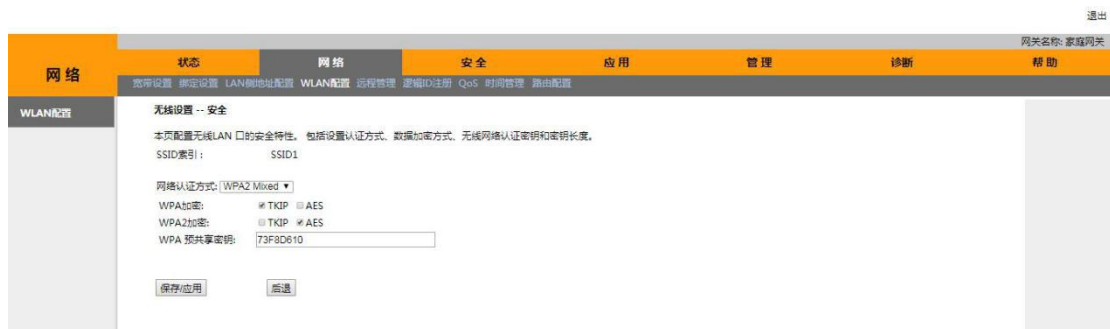 退出
网关名称: 家庭网关
网络
状态 网络 安全 应用 管理 诊断 帮助
宽带设置 绑定设置 LAN侧地址配置 WLAN配置 远程管理 逻辑ID注册 QoS 时间管理 路由配置
WLAN配置
无线设置 -- 安全
本页配置无线LAN 口的安全特性。 包括设置认证方式、数据加密方式、无线网络认证密钥和密钥长度。
SSID索引: SSID1
网络认证方式: WPA2 Mixed
WPA加密: TKIP AES
WPA2加密: TKIP AES
WPA 预共享密钥: 73F8D610
保存/应用 后退